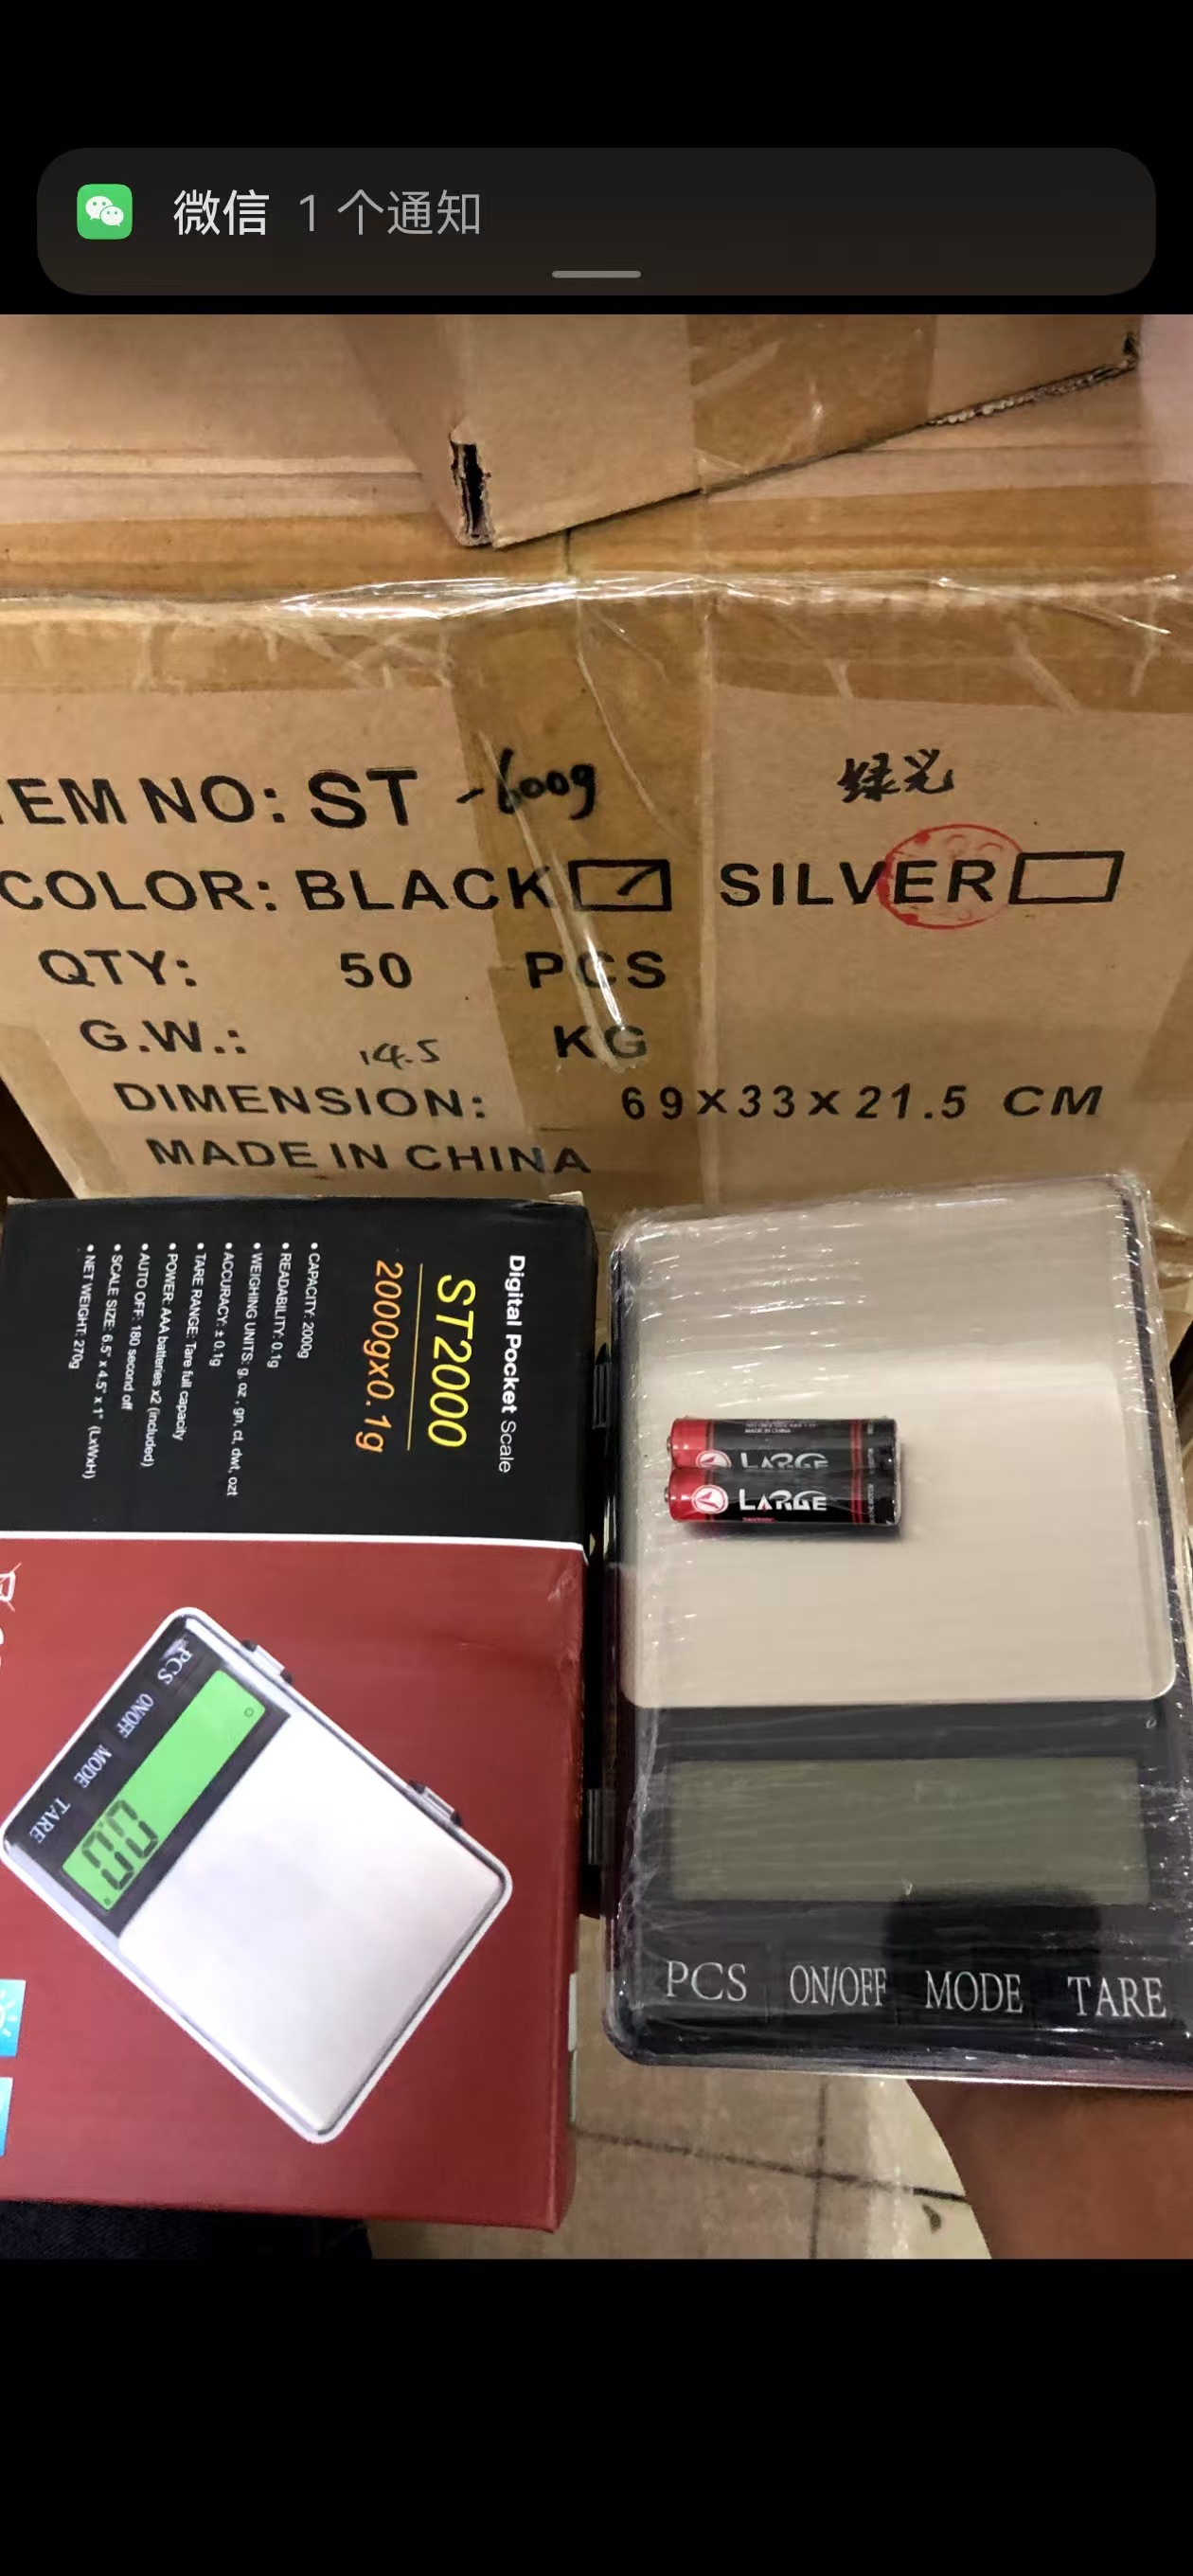 微信 1 个通知
EM NO: ST -600g 绿光
COLOR: BLACK SILVER
QTY: 50 PCS
G.W.: 14.5 KG
DIMENSION: 69x33x21.5 CM
MADE IN CHINA
Digital Pocket Scale
ST2000
2000gx0.1g
• CAPACITY: 2000g
• READABILITY: 0.1g
• WEIGHING UNITS: g, oz , gn, ct, dwt, ozt
• ACCURACY: ± 0.1g
• TARE RANGE: Tare full capacity
• POWER: AAA batteries x2 (included)
• AUTO OFF: 180 second off
• SCALE SIZE: 6.5" x 4.5" x 1" (LxWxH)
• NET WEIGHT: 270g
PCS ON/OFF MODE TARE
0.0
LARGE
LARGE
PCS ON/OFF MODE TARE